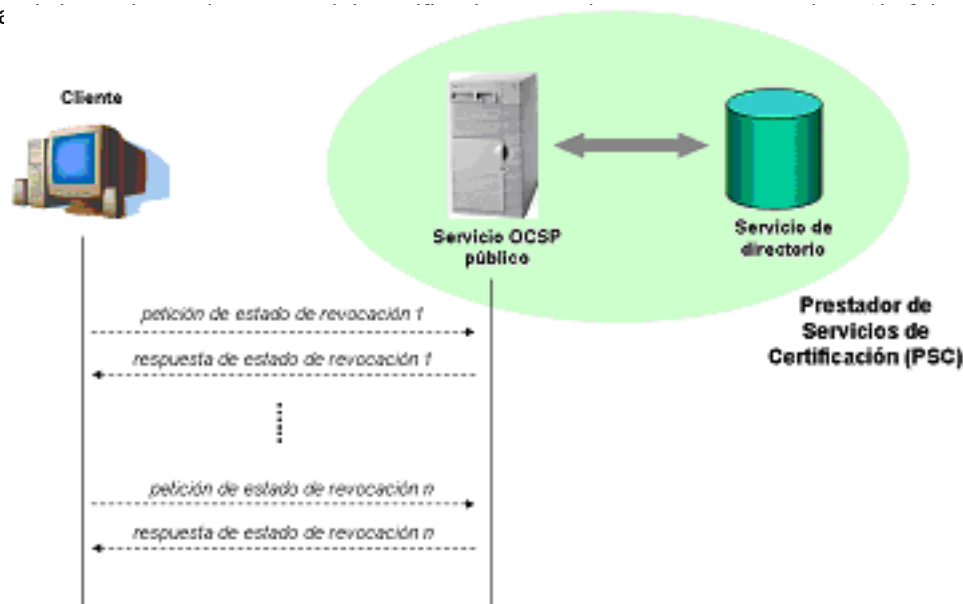 Cliente
Servicio OCSP
público
Servicio de
directorio
Prestador de
Servicios de
Certificación (PSC)
petición de estado de revocación 1
respuesta de estado de revocación 1
petición de estado de revocación n
respuesta de estado de revocación n